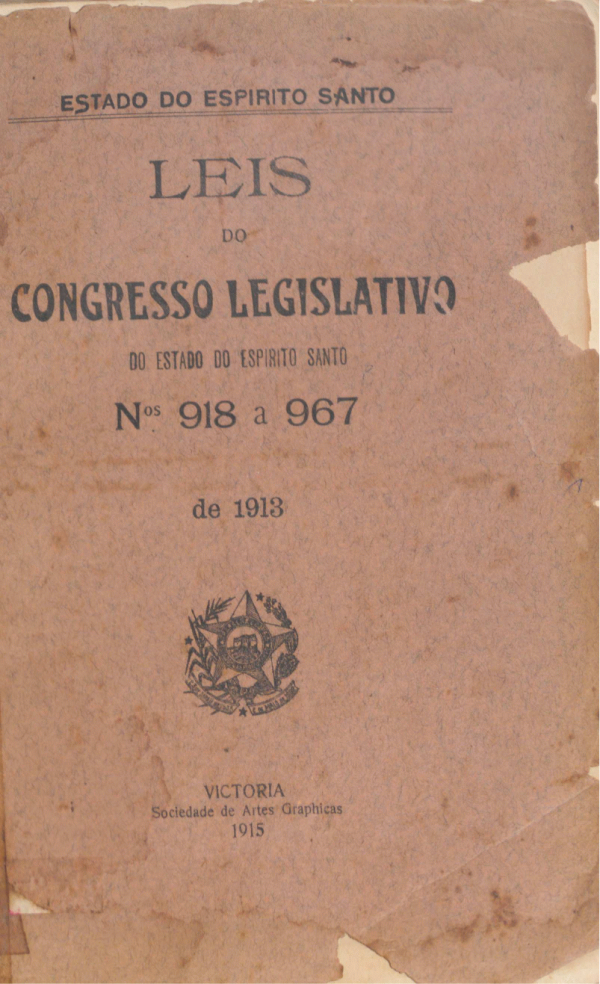 ESTADO DO ESPIRITO SANTO
LEIS
DO
CONGRESSO LEGISLATIVO
DO ESTADO DO ESPIRITO SANTO
Nos 918 a 967
de 1913
VICTORIA
Sociedade de Artes Graphicas
1915